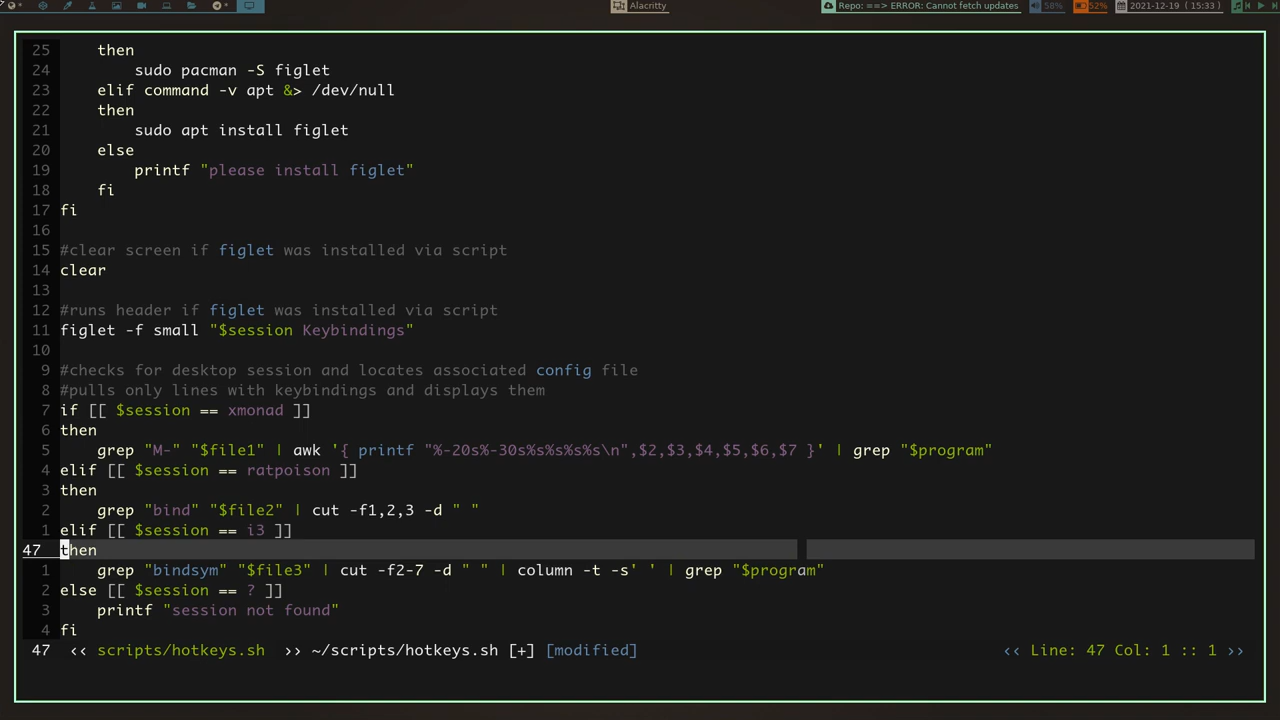 Alacritty
Repo: ==> ERROR: Cannot fetch updates
58%
52%
2021-12-19 (15:33)
25 then
24 sudo pacman -S figlet
23 elif command -v apt &> /dev/null
22 then
21 sudo apt install figlet
20 else
19 printf "please install figlet"
18 fi
17 fi
16
15 #clear screen if figlet was installed via script
14 clear
13
12 #runs header if figlet was installed via script
11 figlet -f small "$session Keybindings"
10
9 #checks for desktop session and locates associated config file
8 #pulls only lines with keybindings and displays them
7 if [[ $session == xmonad ]]
6 then
5 grep "M-" "$file1" | awk '{ printf "%-20s%-30s%s%s%s%s\n",$2,$3,$4,$5,$6,$7 }' | grep "$program"
4 elif [[ $session == ratpoison ]]
3 then
2 grep "bind" "$file2" | cut -f1,2,3 -d " "
1 elif [[ $session == i3 ]]
47 then
1 grep "bindsym" "$file3" | cut -f2-7 -d " " | column -t -s' ' | grep "$program"
2 else [[ $session == ? ]]
3 printf "session not found"
4 fi
47 ‹‹ scripts/hotkeys.sh ›› ~/scripts/hotkeys.sh [+] [modified] ‹‹ Line: 47 Col: 1 :: 1 ››